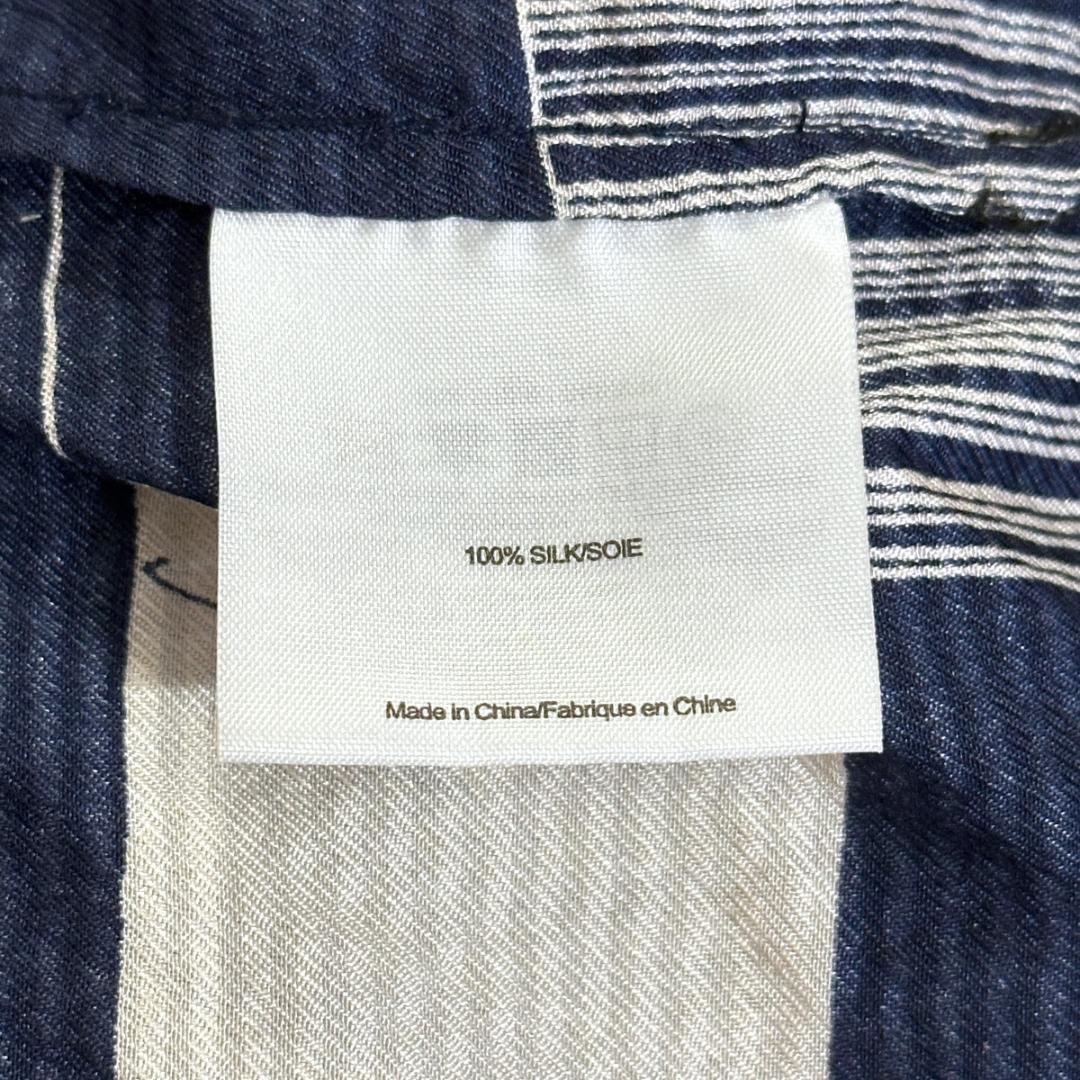 100% SILK/SOIE
Made in China/Fabrique en Chine